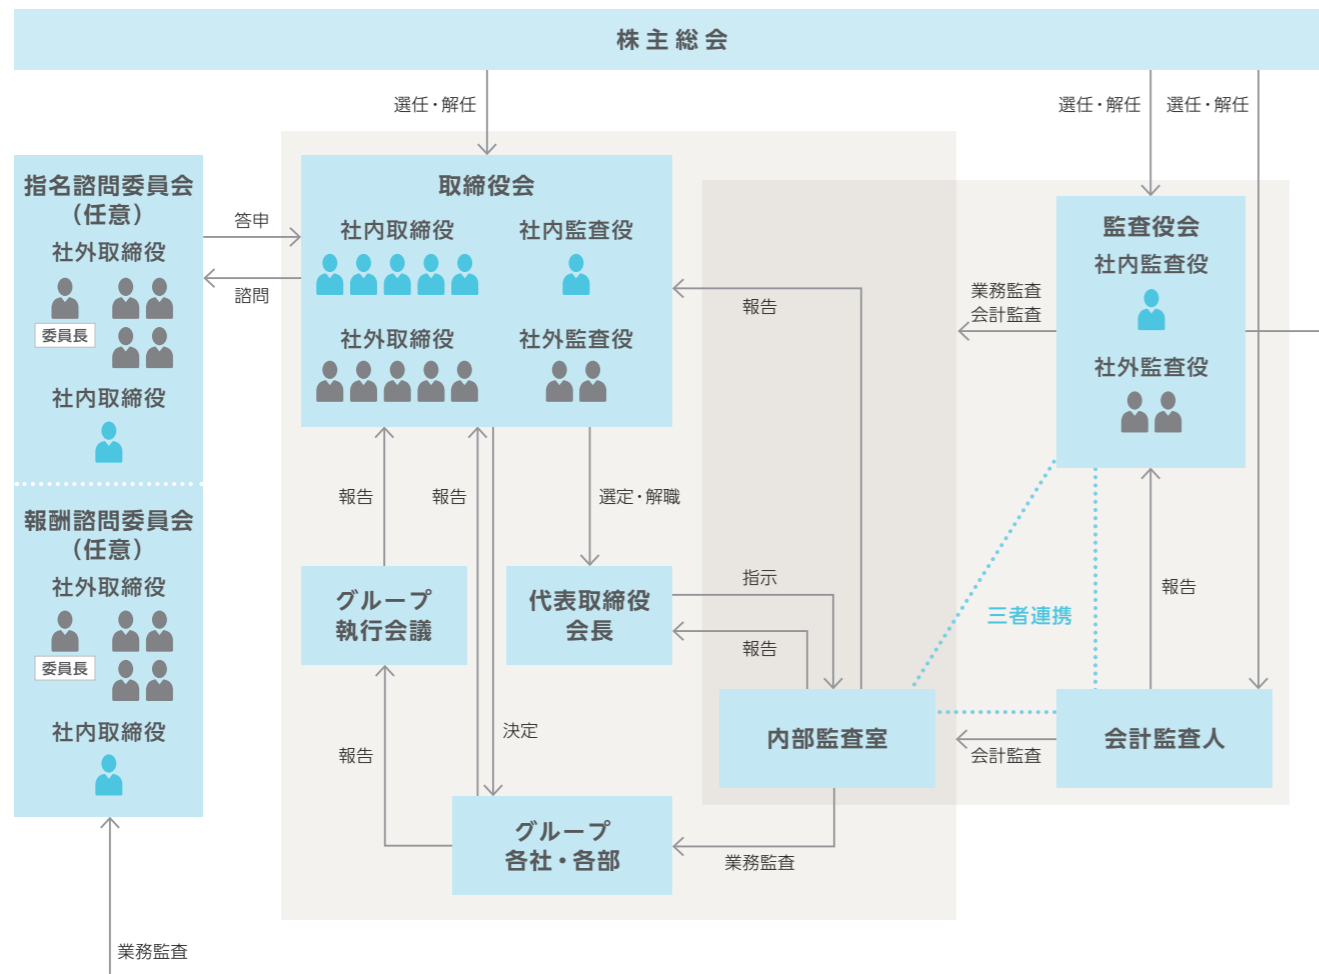 株主総会
選任・解任
選任・解任
選任・解任
指名諮問委員会
（任意）
社外取締役
委員長
社内取締役
報酬諮問委員会
（任意）
社外取締役
委員長
社内取締役
業務監査
答申
諮問
取締役会
社内取締役
社内監査役
社外取締役
社外監査役
報告
報告
選定・解職
報告
グループ
執行会議
代表取締役
会長
指示
報告
決定
報告
グループ
各社・各部
業務監査
内部監査室
監査役会
社内監査役
社外監査役
業務監査
会計監査
三者連携
報告
会計監査
会計監査人